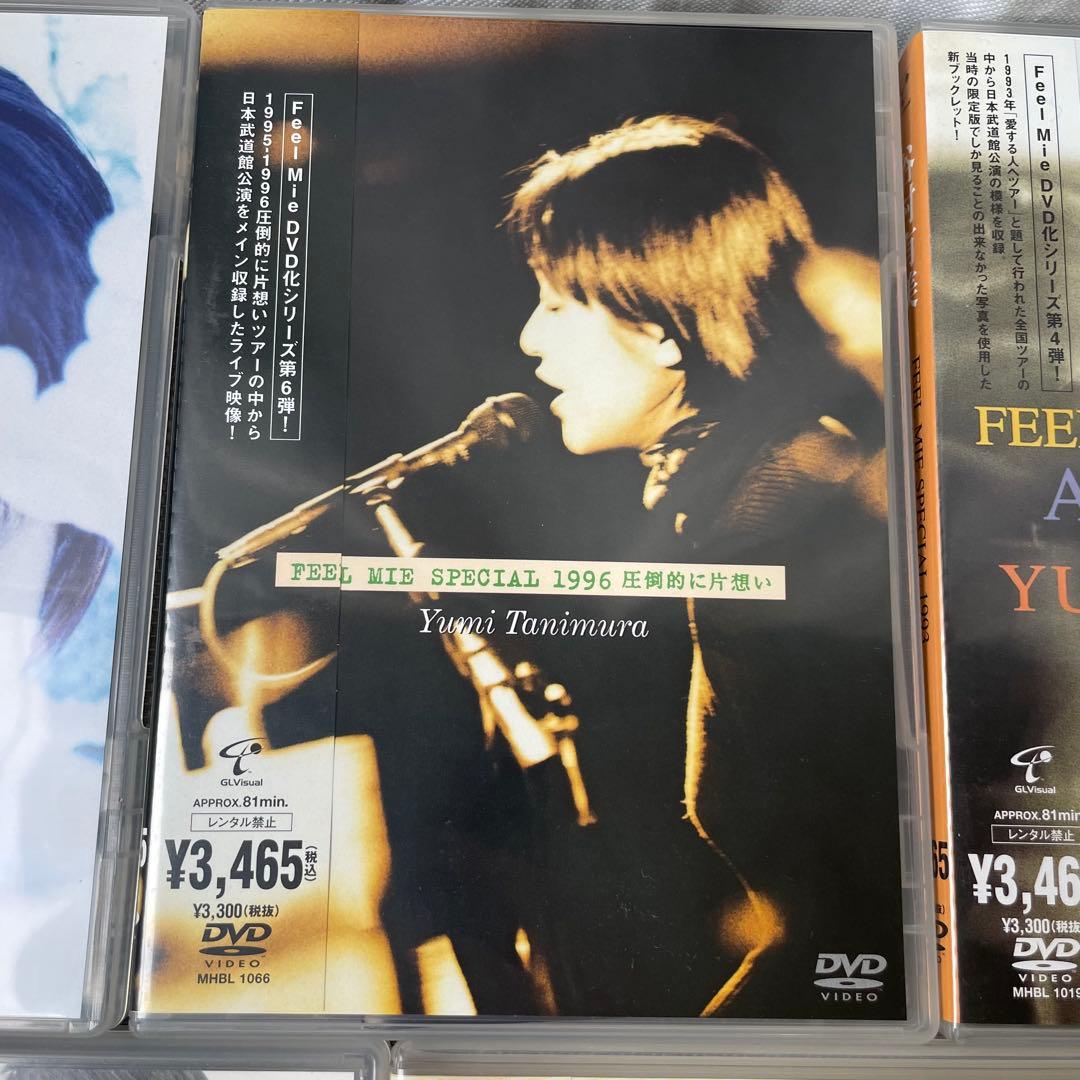 Feel Mie DVD化シリーズ第6弾！
1995-1996圧倒的に片想いツアーの中から
日本武道館公演をメイン収録したライブ映像！
FEEL MIE SPECIAL 1996 圧倒的に片想い
Yumi Tanimura
GLVisual
APPROX.81min.
レンタル禁止
¥3,465(税込)
¥3,300(税抜)
DVD
VIDEO
MHBL 1066
DVD
VIDEO
Feel Mie DVD化シリーズ第4弾！
1993年「愛する人へツアー」と題して行われた全国ツアーの
中から日本武道館公演の模様を収録。
当時の限定版でしか見ることの出来なかった写真を使用した
新ブックレット！
FEEL MIE SPECIAL 1993
FEE
A
YU
GLVisual
APPROX.81min
レンタル禁止
¥3,46
¥3,300(税抜
DVD
VIDEO
MHBL 1019